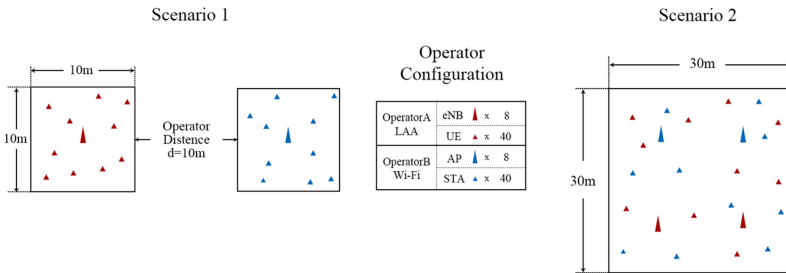 Scenario 1
10m
10m
Operator
Distence
d=10m
Operator
Configuration
OperatorA
LAA
eNB x 8
UE x 40
OperatorB
Wi-Fi
AP x 8
STA x 40
Scenario 2
30m
30m